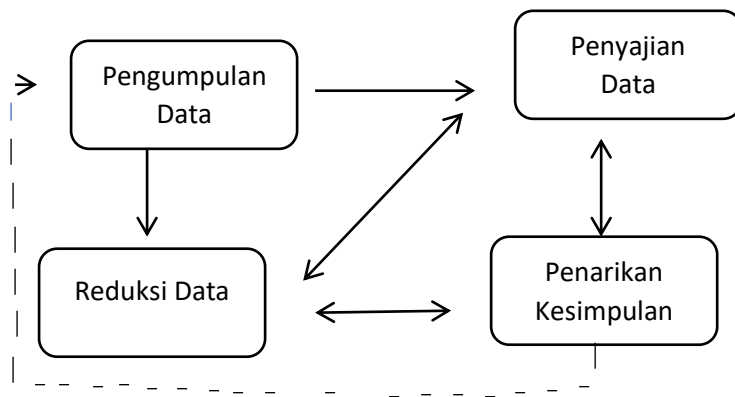 Pengumpulan
Data
Penyajian
Data
Reduksi Data
Penarikan
Kesimpulan